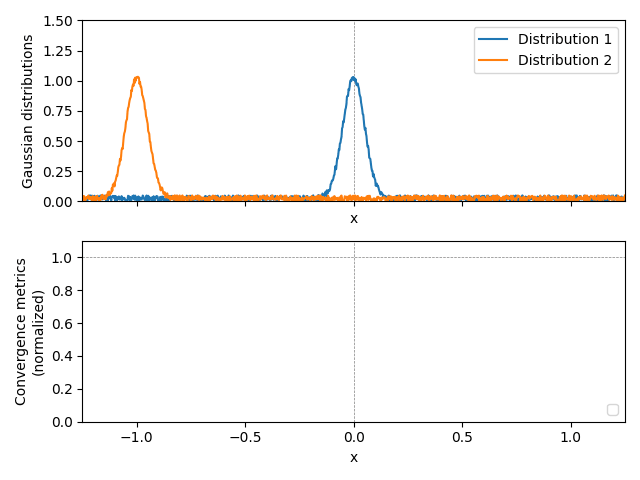 Gaussian distributions
1.50
1.25
1.00
0.75
0.50
0.25
0.00
Distribution 1
Distribution 2
x
Convergence metrics
(normalized)
1.0
0.8
0.6
0.4
0.2
0.0
−1.0 −0.5 0.0 0.5 1.0
x